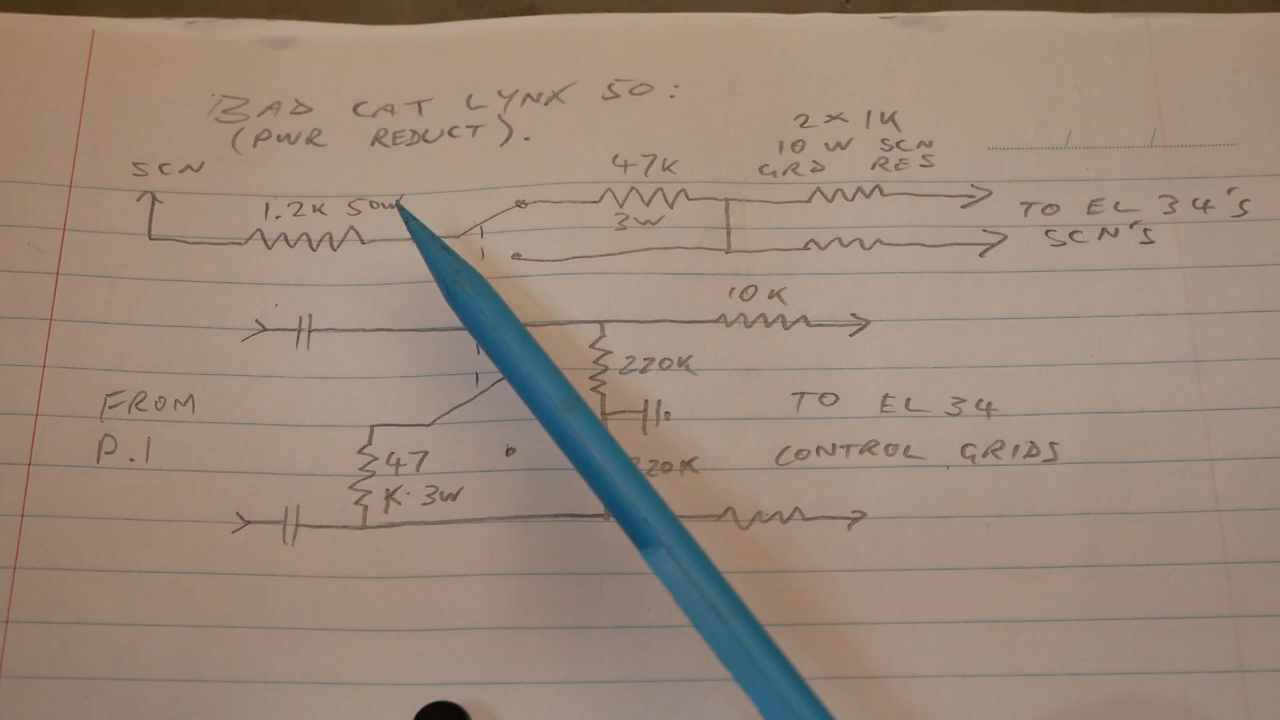 BAD CAT LYNX 50:
(PWR REDUCT).
2 X 1K
10 W SCN
GRD RES
SCN
47K
3W
1.2K 50W
TO EL 34'S
SCN'S
10K
220K
FROM
P.I
TO EL 34
CONTROL GRIDS
47
K· 3W
220K